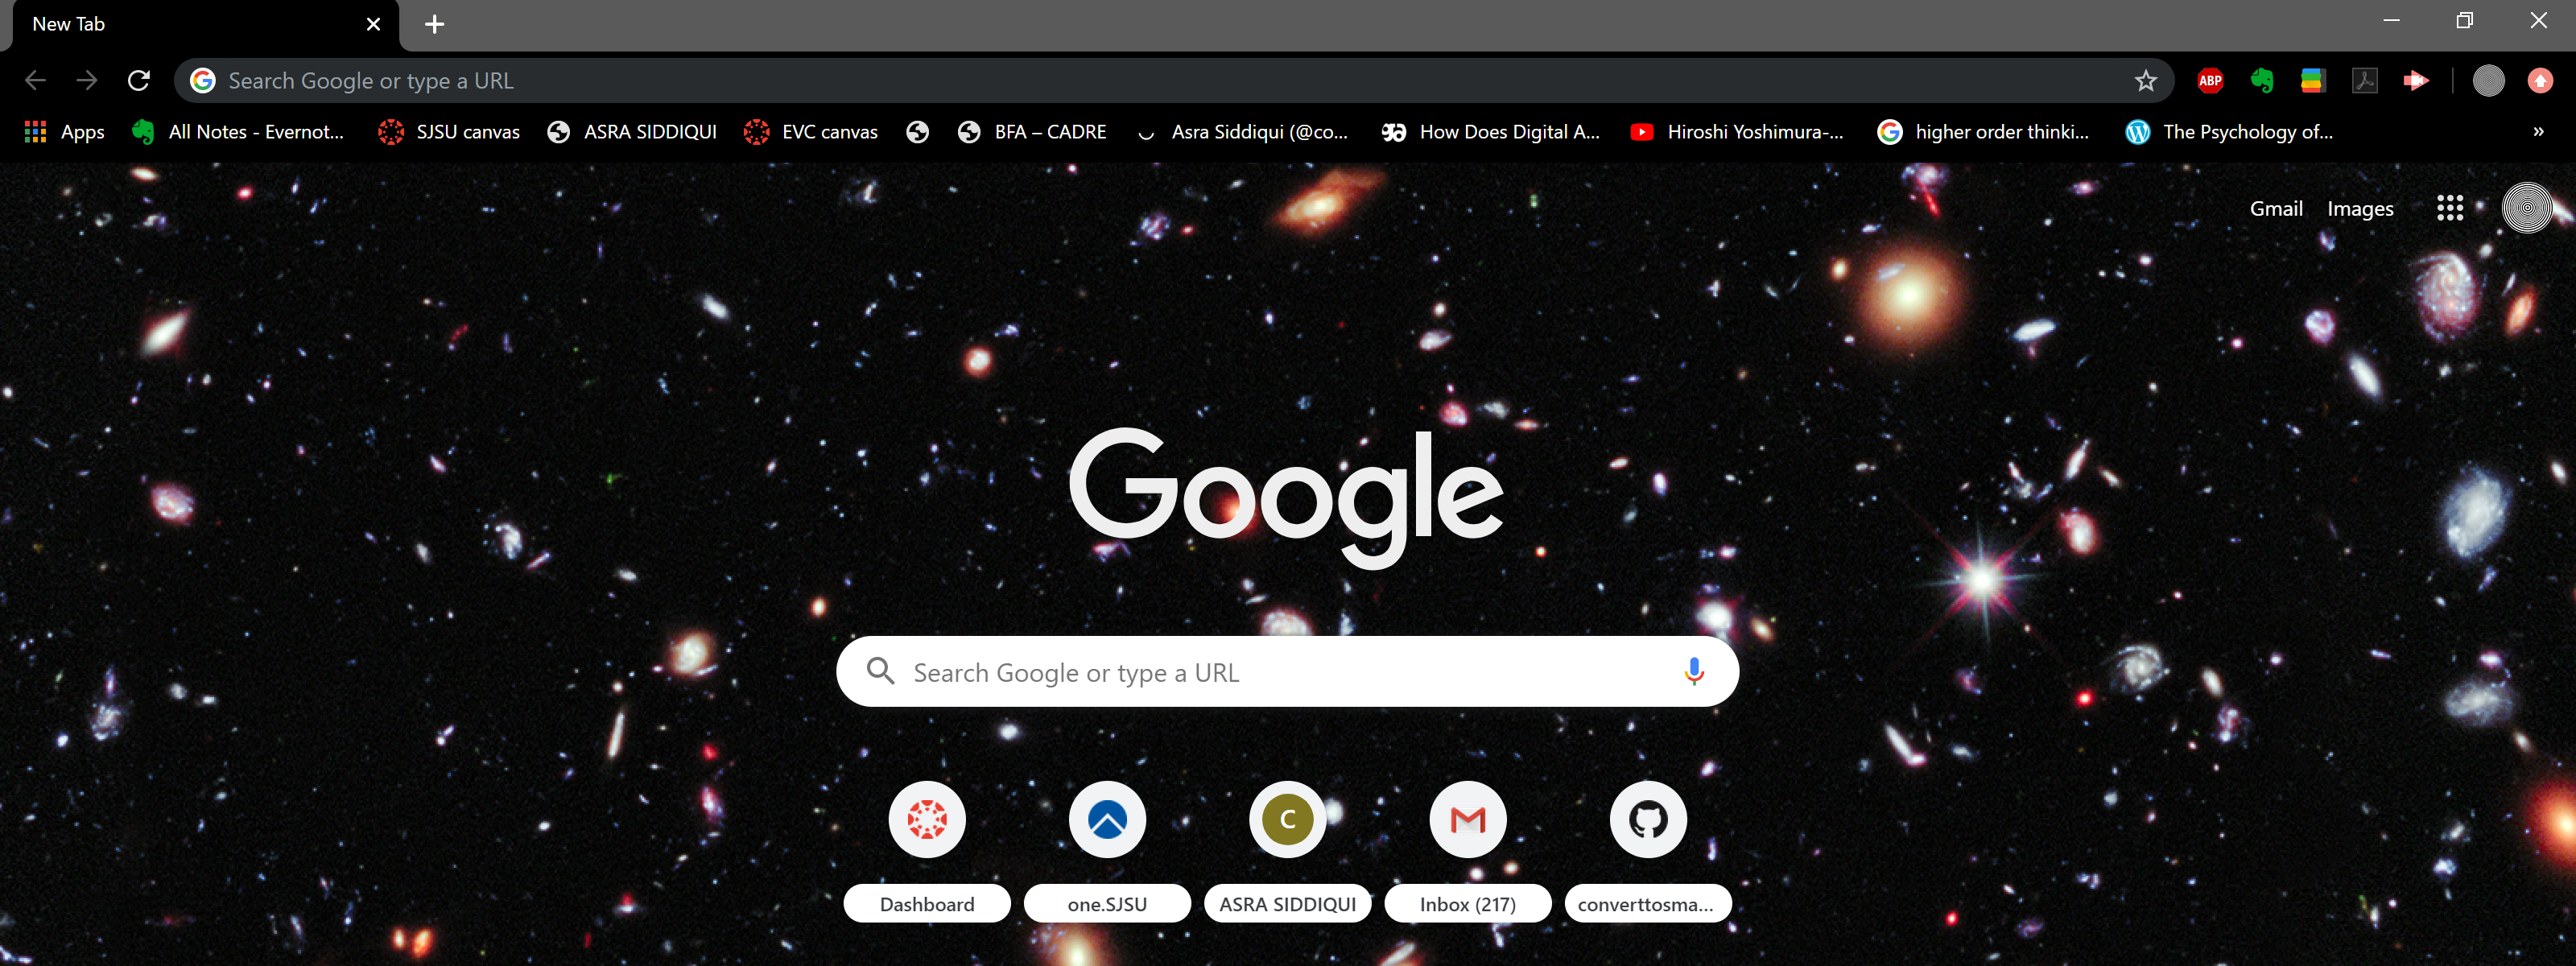 New Tab
Search Google or type a URL
ABP
Apps All Notes - Evernot... SJSU canvas ASRA SIDDIQUI EVC canvas BFA – CADRE Asra Siddiqui (@co... How Does Digital A... Hiroshi Yoshimura-... higher order thinki... The Psychology of... »
Gmail Images
Google
Search Google or type a URL
C
Dashboard one.SJSU ASRA SIDDIQUI Inbox (217) converttosma...